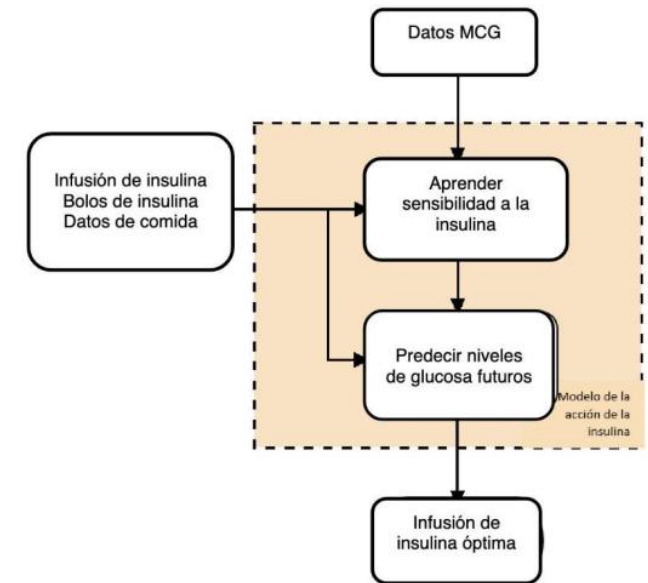 Datos MCG
Infusión de insulina
Bolos de insulina
Datos de comida
Aprender
sensibilidad a la
insulina
Predecir niveles
de glucosa futuros
Modelo de la
acción de la
insulina
Infusión de
insulina óptima